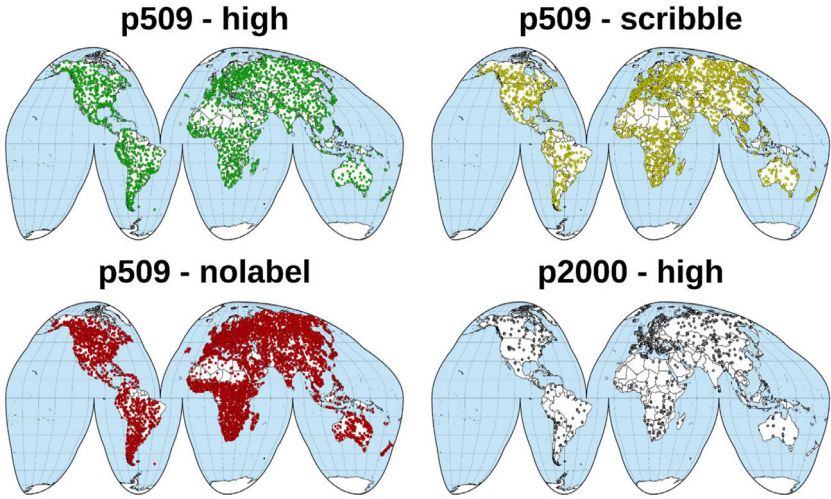 p509 - high
p509 - scribble
p509 - nolabel
p2000 - high